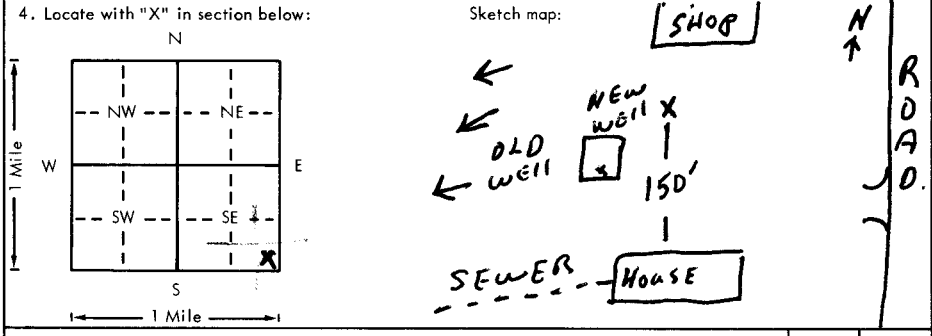 4. Locate with "X" in section below:
N
NW
NE
W
E
SW
SE
X
S
1 Mile
1 Mile
Sketch map:
SHOP
N
ROAD.
NEW
WELL X
OLD
WELL
150'
SEWER
HOUSE